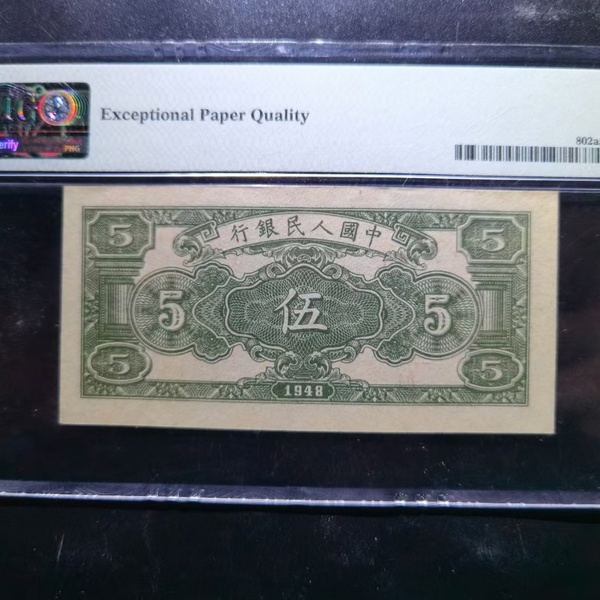 Exceptional Paper Quality
erify
PMG
802a
行銀民人國中
5 5
5 伍 5
5 5
1948